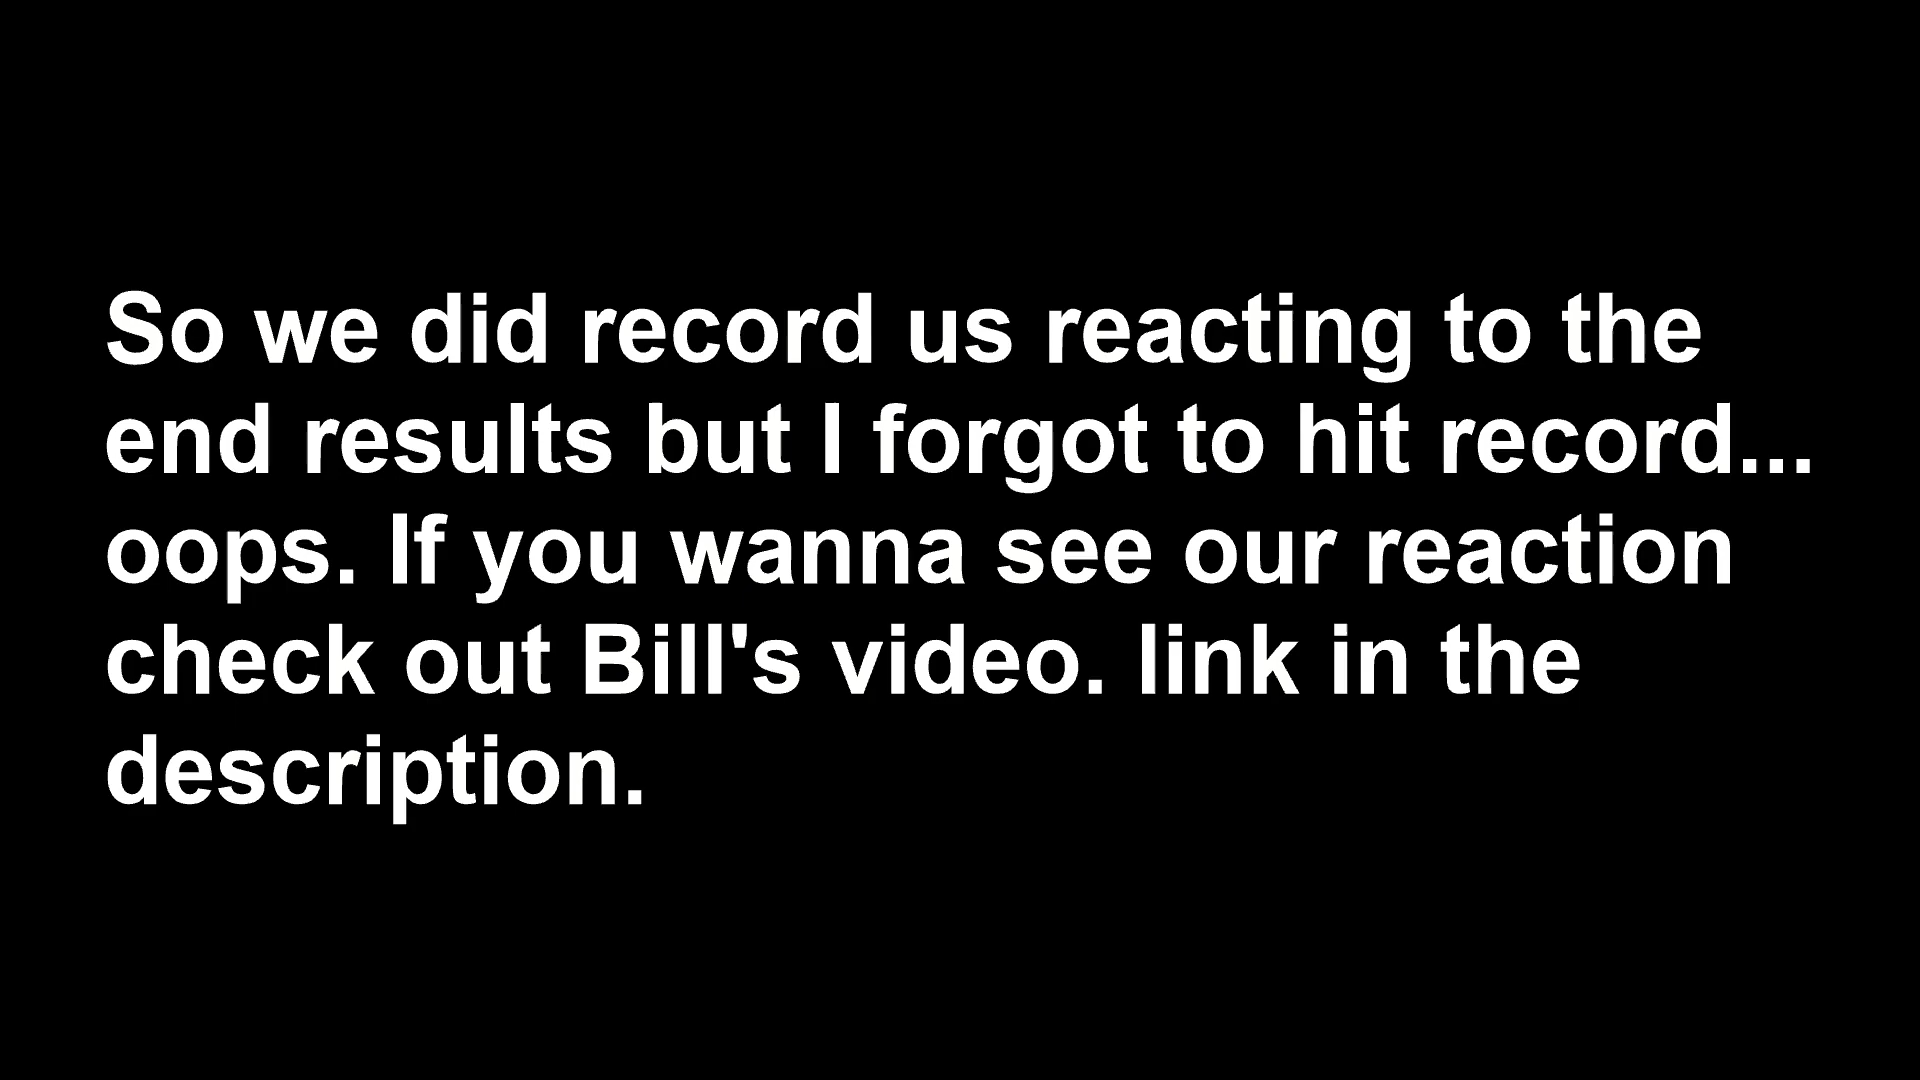 So we did record us reacting to the
end results but I forgot to hit record...
oops. If you wanna see our reaction
check out Bill's video. link in the
description.